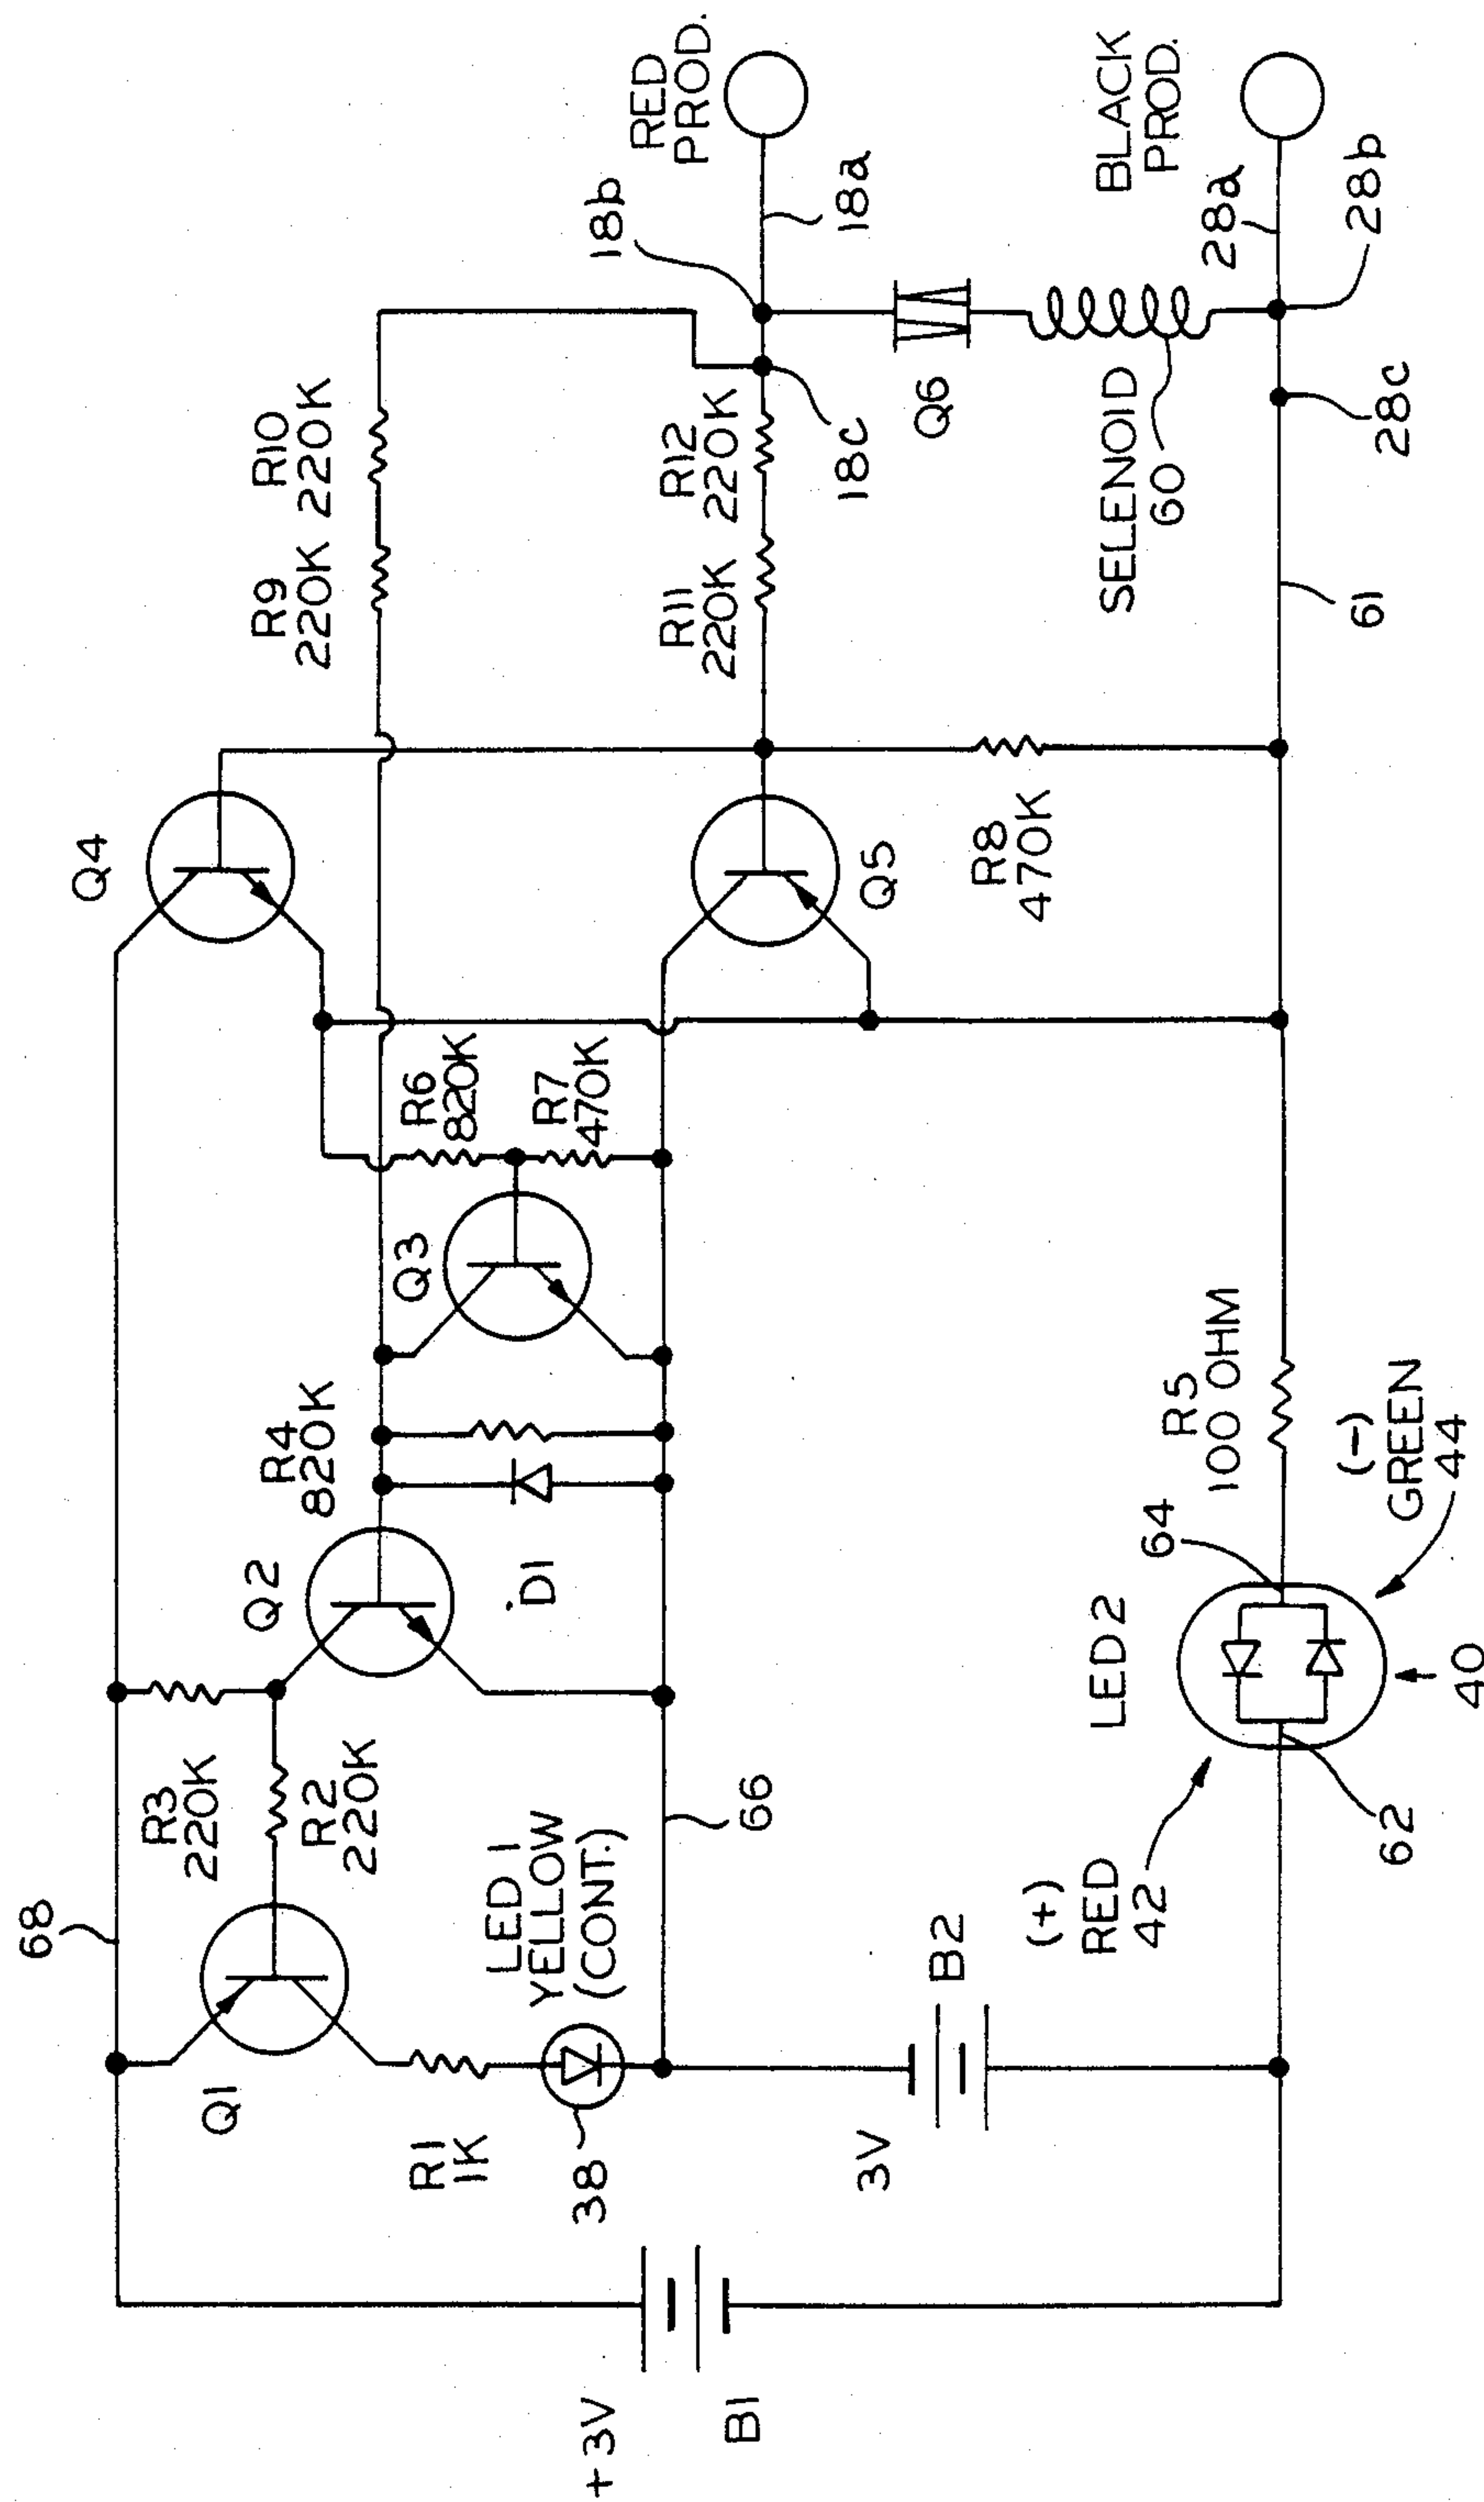 68
Q1
R1
1K
R3
220K
R2
220K
Q2
R4
820K
D1
Q3
R6
820K
R7
470K
Q4
R9
220K
R10
220K
RED
PROD.
18b
18a
R11
220K
R12
220K
18c
Q5
Q6
R8
470K
SELENOID
60
BLACK
PROD.
28a
28b
28c
61
+3V
B1
38
LED 1
YELLOW
(CONT.)
66
3V
B2
(+)
RED
42
LED2
64
62
40
R5
100 OHM
(-)
GREEN
44